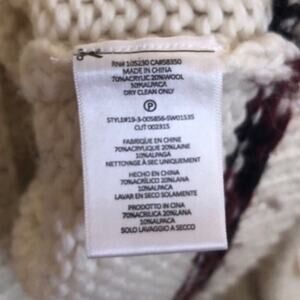 RN# 105230 CA#58350
MADE IN CHINA
70%ACRYLIC 20%WOOL
10%ALPACA
DRY CLEAN ONLY
P
STYLE#19-3-005856-SW01535
CUT 002315
FABRIQUE EN CHINE
70%ACRYLIQUE 20%LAINE
10%ALPAGA
NETTOYAGE À SEC UNIQUEMENT
HECHO EN CHINA
70%ACRÍLICO 20%LANA
10%ALPACA
LAVAR EN SECO SOLAMENTE
PRODOTTO IN CINA
70%ACRILICA 20%LANA
10%ALPACA
SOLO LAVAGGIO A SECCO